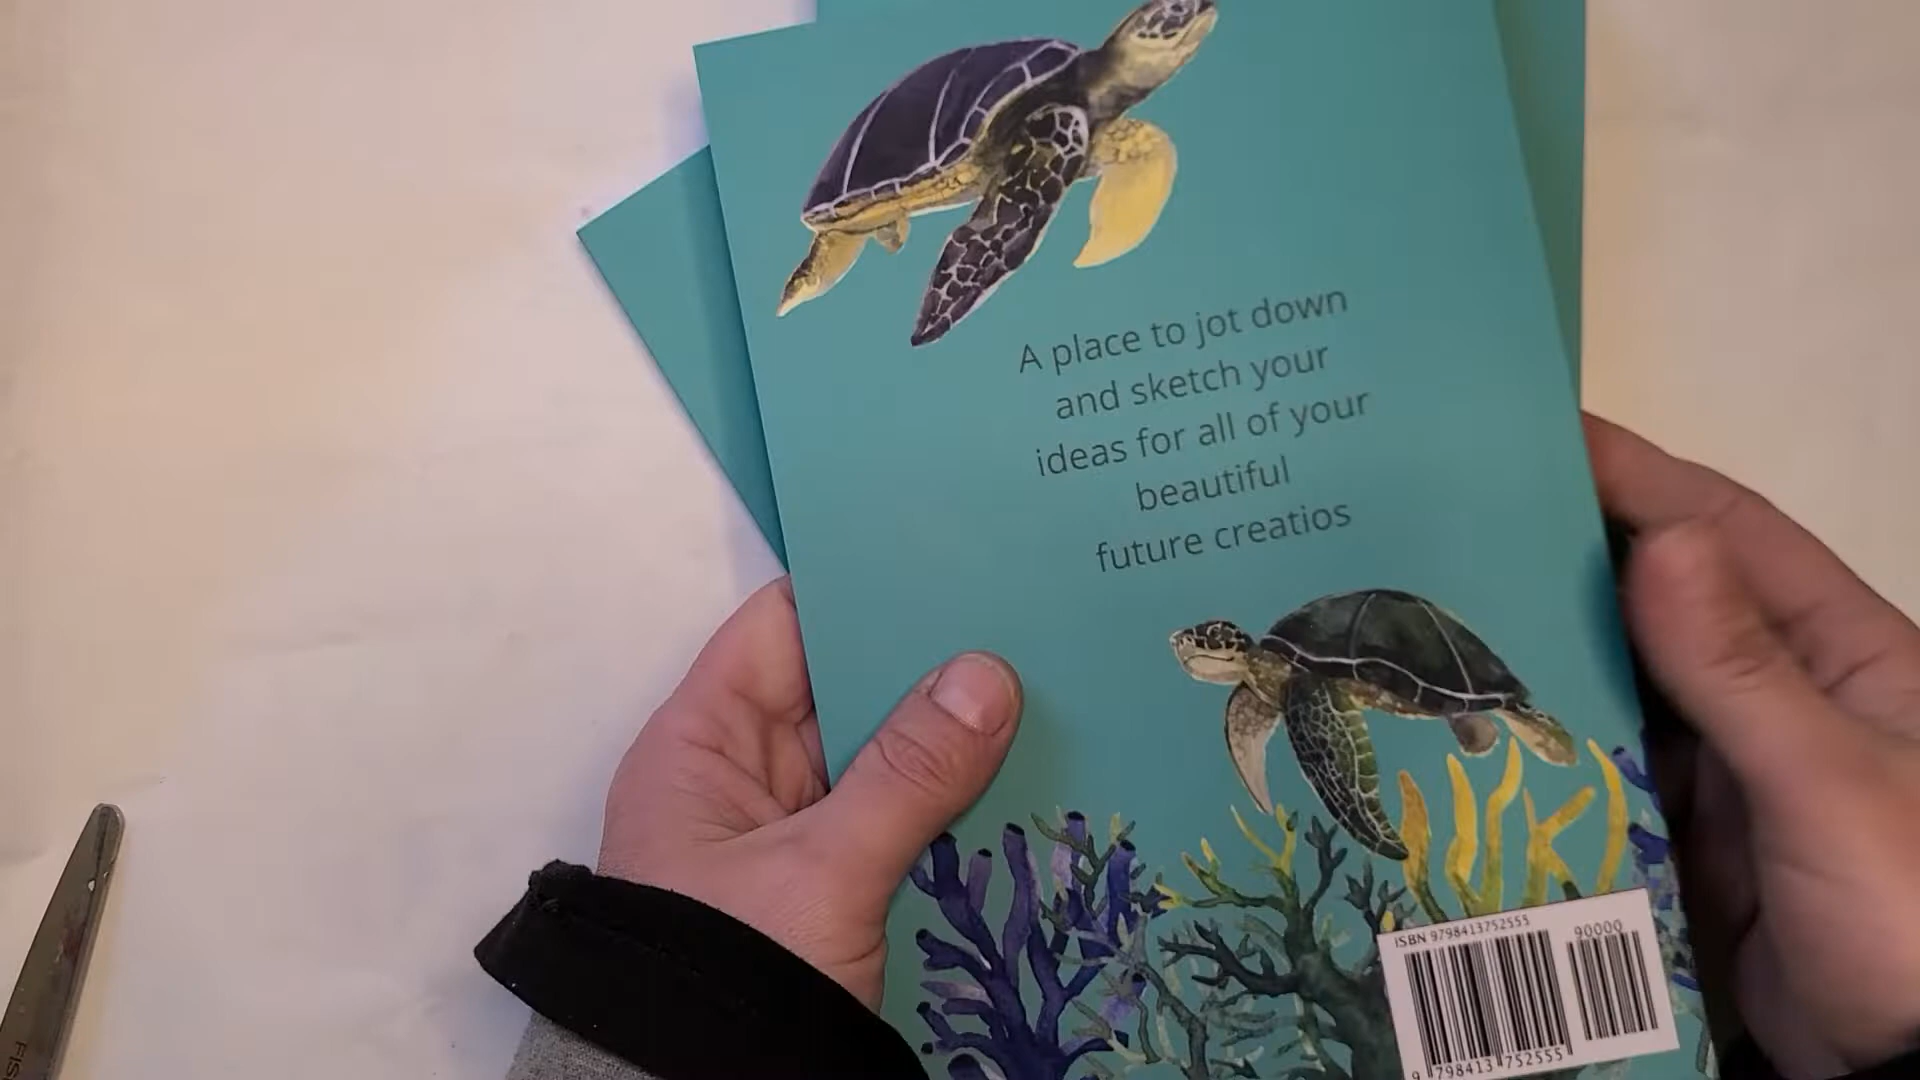 A place to jot down
and sketch your
ideas for all of your
beautiful
future creatios
ISBN 9798413752555
90000
9 798413 752555
FIS